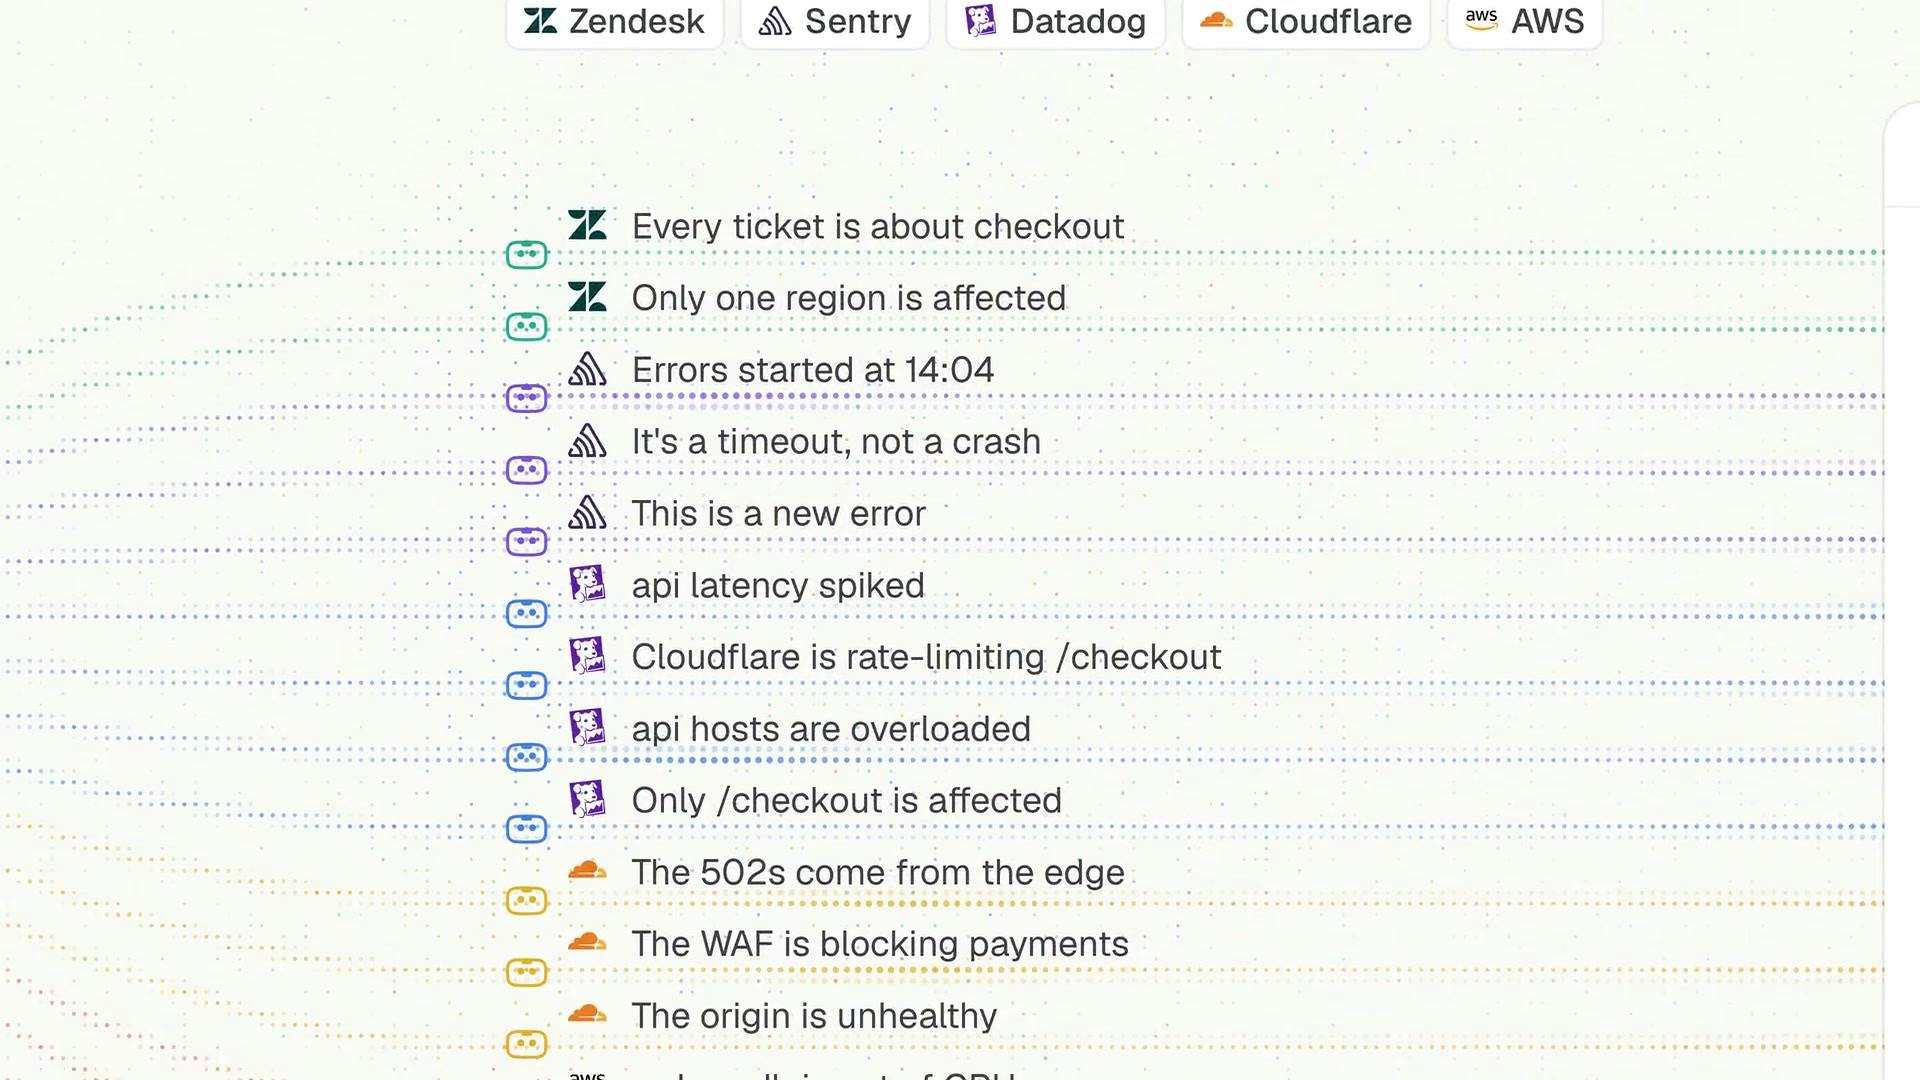 Zendesk Sentry Datadog Cloudflare aws AWS
Every ticket is about checkout
Only one region is affected
Errors started at 14:04
It's a timeout, not a crash
This is a new error
api latency spiked
Cloudflare is rate-limiting /checkout
api hosts are overloaded
Only /checkout is affected
The 502s come from the edge
The WAF is blocking payments
The origin is unhealthy
aws